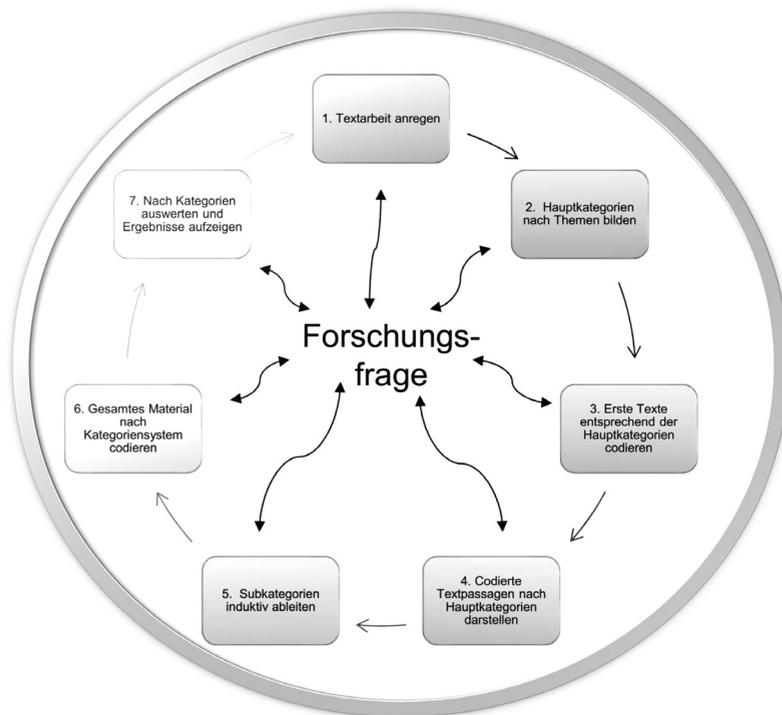 1. Textarbeit anregen
2. Hauptkategorien
nach Themen bilden
3. Erste Texte
entsprechend der
Hauptkategorien
codieren
4. Codierte
Textpassagen nach
Hauptkategorien
darstellen
5. Subkategorien
induktiv ableiten
6. Gesamtes Material
nach
Kategoriensystem
codieren
7. Nach Kategorien
auswerten und
Ergebnisse aufzeigen
Forschungs-
frage